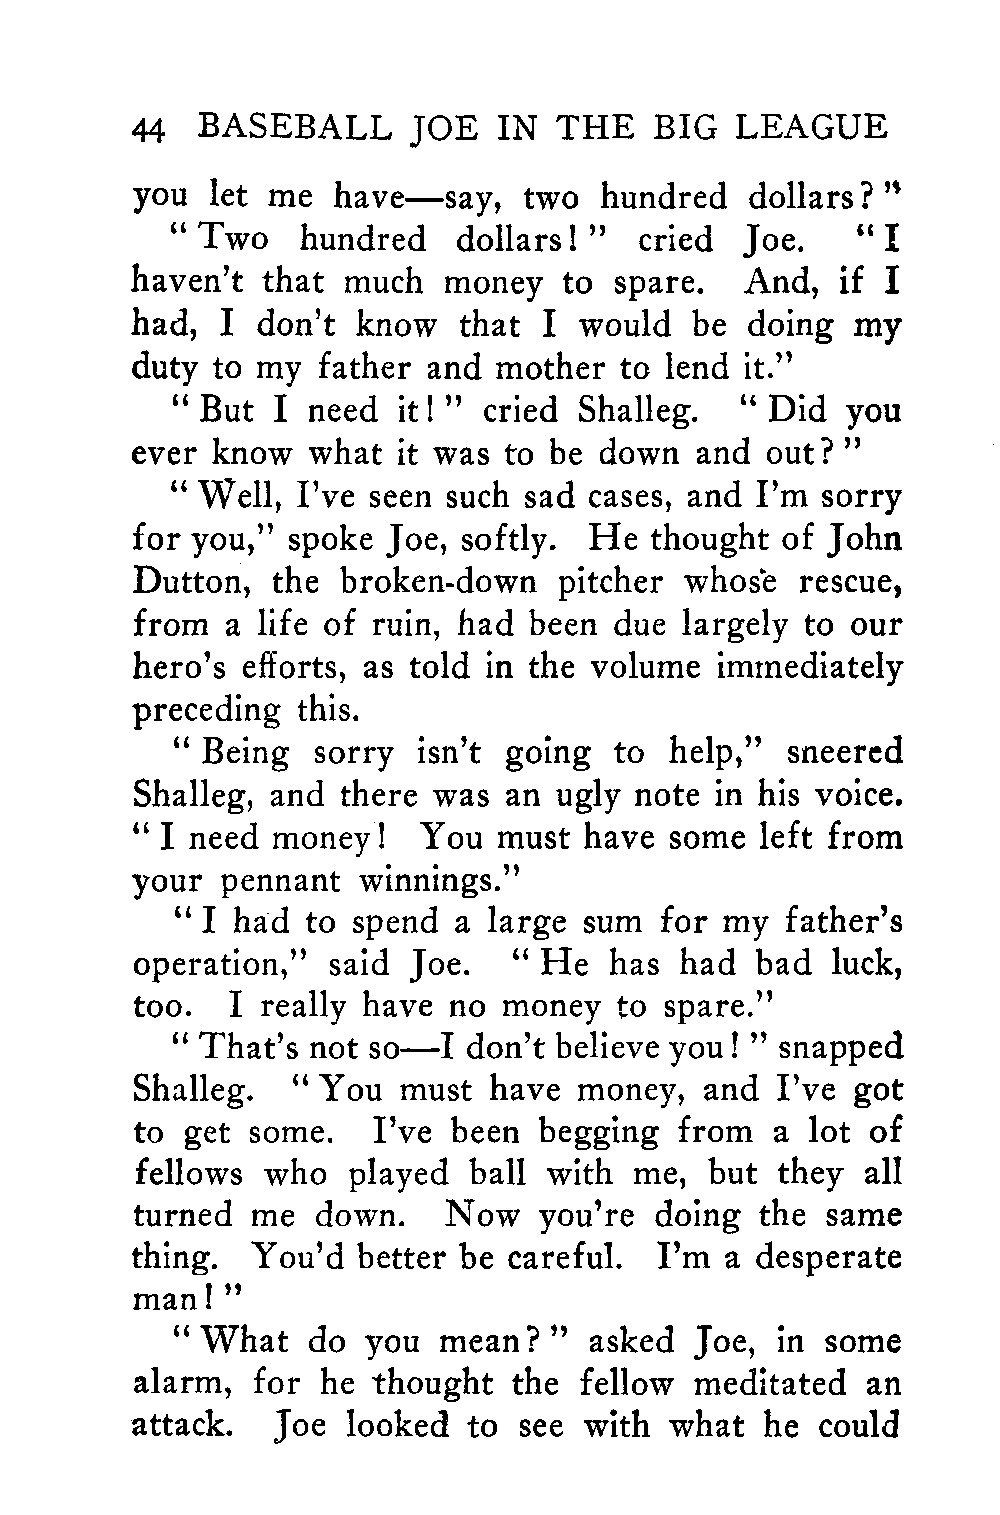 44 BASEBALL JOE IN THE BIG LEAGUE
you let me have—say, two hundred dollars?"
" Two hundred dollars! " cried Joe. " I
haven't that much money to spare. And, if I
had, I don't know that I would be doing my
duty to my father and mother to lend it."
" But I need it! " cried Shalleg. " Did you
ever know what it was to be down and out? "
" Well, I've seen such sad cases, and I'm sorry
for you," spoke Joe, softly. He thought of John
Dutton, the broken-down pitcher whose rescue,
from a life of ruin, had been due largely to our
hero's efforts, as told in the volume immediately
preceding this.
" Being sorry isn't going to help," sneered
Shalleg, and there was an ugly note in his voice.
" I need money! You must have some left from
your pennant winnings."
" I had to spend a large sum for my father's
operation," said Joe. " He has had bad luck,
too. I really have no money to spare."
" That's not so—I don't believe you! " snapped
Shalleg. " You must have money, and I've got
to get some. I've been begging from a lot of
fellows who played ball with me, but they all
turned me down. Now you're doing the same
thing. You'd better be careful. I'm a desperate
man! "
" What do you mean? " asked Joe, in some
alarm, for he thought the fellow meditated an
attack. Joe looked to see with what he could